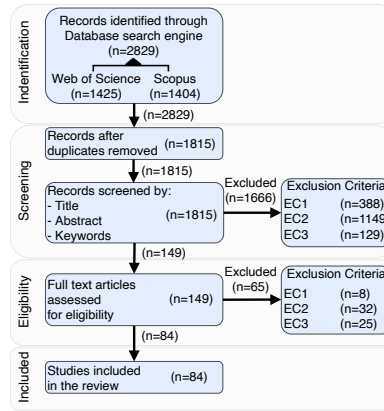 Indentification
Records identified through
Database search engine
(n=2829)
Web of Science Scopus
(n=1425) (n=1404)
(n=2829)
Screening
Records after
duplicates removed (n=1815)
(n=1815)
Records screened by:
- Title
- Abstract
- Keywords
(n=1815)
Excluded
(n=1666)
Exclusion Criteria
EC1 (n=388)
EC2 (n=1149
EC3 (n=129)
(n=149)
Eligibility
Full text articles
assessed
for eligibility
(n=149)
Excluded
(n=65)
Exclusion Criteria
EC1 (n=8)
EC2 (n=32)
EC3 (n=25)
(n=84)
Included
Studies included
in the review (n=84)